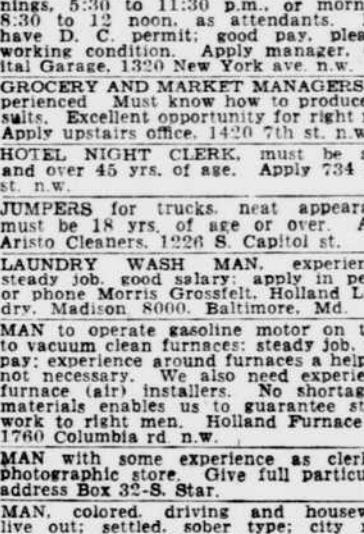 nings, 5:30 to 11:30 p.m., or morn
8:30 to 12 noon, as attendants.
have D. C. permit; good pay, plea
working condition. Apply manager,
ital Garage, 1320 New York ave. n.w.
GROCERY AND MARKET MANAGERS
perienced Must know how to produc
sults. Excellent opportunity for right
Apply upstairs office, 1420 7th st. n.w
HOTEL NIGHT CLERK, must be s
and over 45 yrs. of age. Apply 734
st. n.w.
JUMPERS for trucks, neat appeara
must be 18 yrs. of age or over. A
Aristo Cleaners, 1226 S. Capitol st.
LAUNDRY WASH MAN, experien
steady job, good salary; apply in pe
or phone Morris Grossfelt, Holland L
dry, Madison 8000, Baltimore, Md.
MAN to operate gasoline motor on t
to vacuum clean furnaces; steady job,
pay; experience around furnaces a help
not necessary. We also need experie
furnace (air) installers. No shortag
materials enables us to guarantee st
work to right men. Holland Furnace
1760 Columbia rd. n.w.
MAN with some experience as cleri
photographic store. Give full particu
address Box 32-S, Star.
MAN, colored, driving and housew
live out; settled, sober type; city